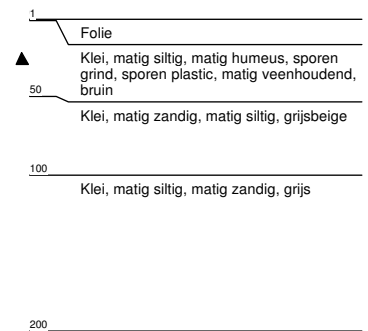 1
Folie
Klei, matig siltig, matig humeus, sporen
grind, sporen plastic, matig veenhoudend,
bruin
50
Klei, matig zandig, matig siltig, grijsbeige
100
Klei, matig siltig, matig zandig, grijs
200